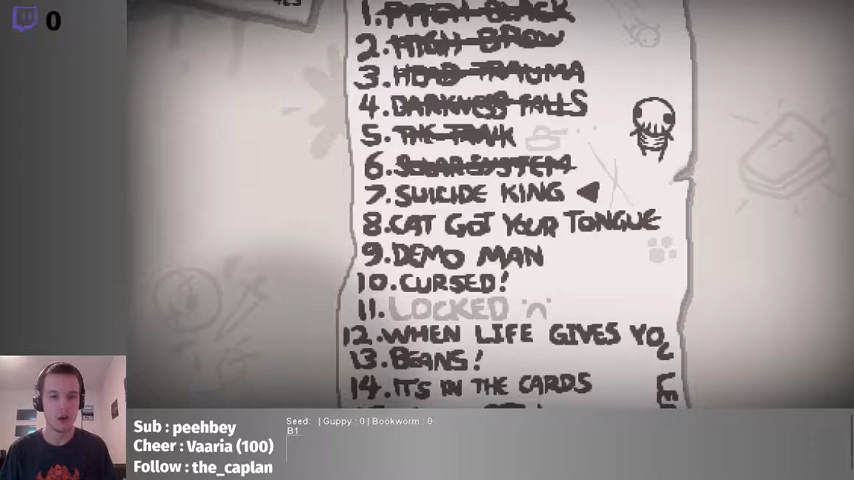 0
1. PITCH BLACK
2. HIGH BROW
3. HEAD TRAUMA
4. DARKNESS FALLS
5. THE TANK
6. SOLAR SYSTEM
7. SUICIDE KING
8. CAT GOT YOUR TONGUE
9. DEMO MAN
10. CURSED!
11. LOCKED
12. WHEN LIFE GIVES YOU LE
13. BEANS!
14. IT'S IN THE CARDS
Sub : peehbey
Cheer : Vaaria (100)
Follow : the_caplan
Seed: | Guppy : 0 | Bookworm : 0
B1